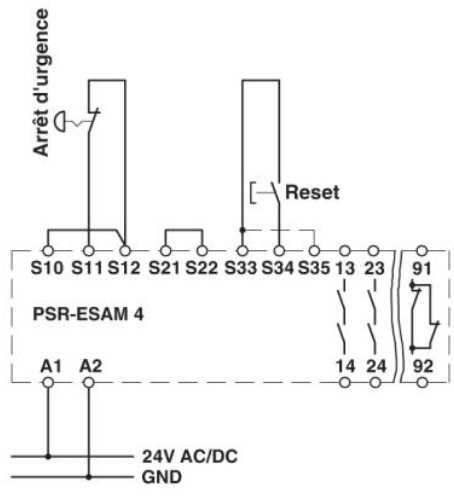 Arrêt d'urgence
Reset
S10 S11 S12 S21 S22 S33 S34 S35 13 23 91
PSR-ESAM 4
A1 A2 14 24 92
24V AC/DC
GND